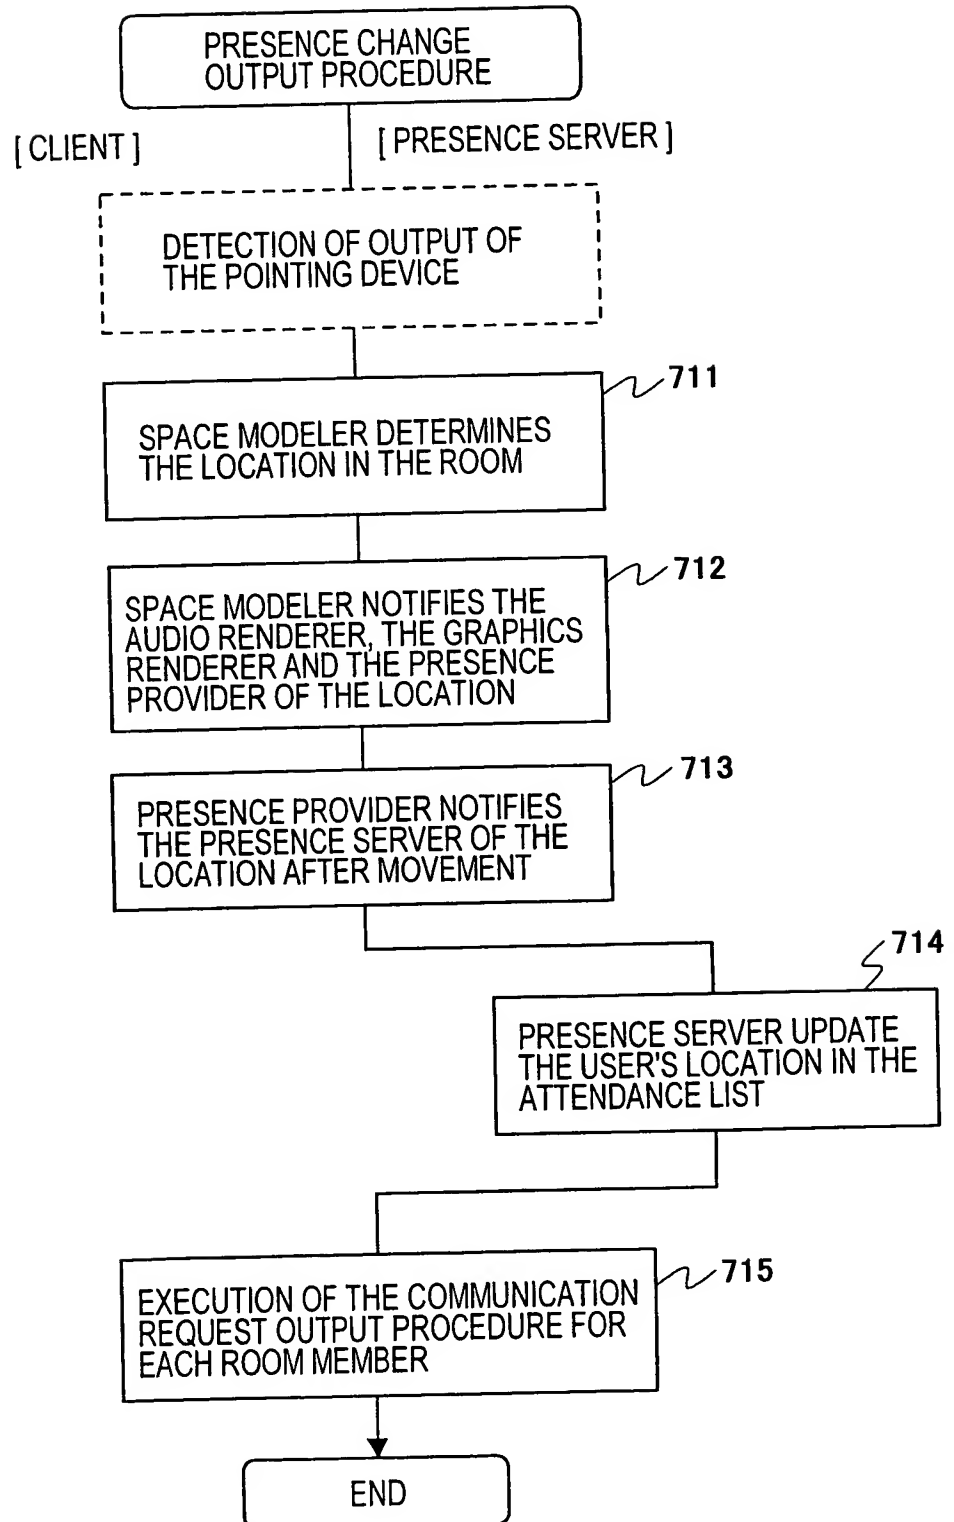 PRESENCE CHANGE
OUTPUT PROCEDURE
[ CLIENT ]
[ PRESENCE SERVER ]
DETECTION OF OUTPUT OF
THE POINTING DEVICE
711
SPACE MODELER DETERMINES
THE LOCATION IN THE ROOM
712
SPACE MODELER NOTIFIES THE
AUDIO RENDERER, THE GRAPHICS
RENDERER AND THE PRESENCE
PROVIDER OF THE LOCATION
713
PRESENCE PROVIDER NOTIFIES
THE PRESENCE SERVER OF THE
LOCATION AFTER MOVEMENT
714
PRESENCE SERVER UPDATE
THE USER'S LOCATION IN THE
ATTENDANCE LIST
715
EXECUTION OF THE COMMUNICATION
REQUEST OUTPUT PROCEDURE FOR
EACH ROOM MEMBER
END